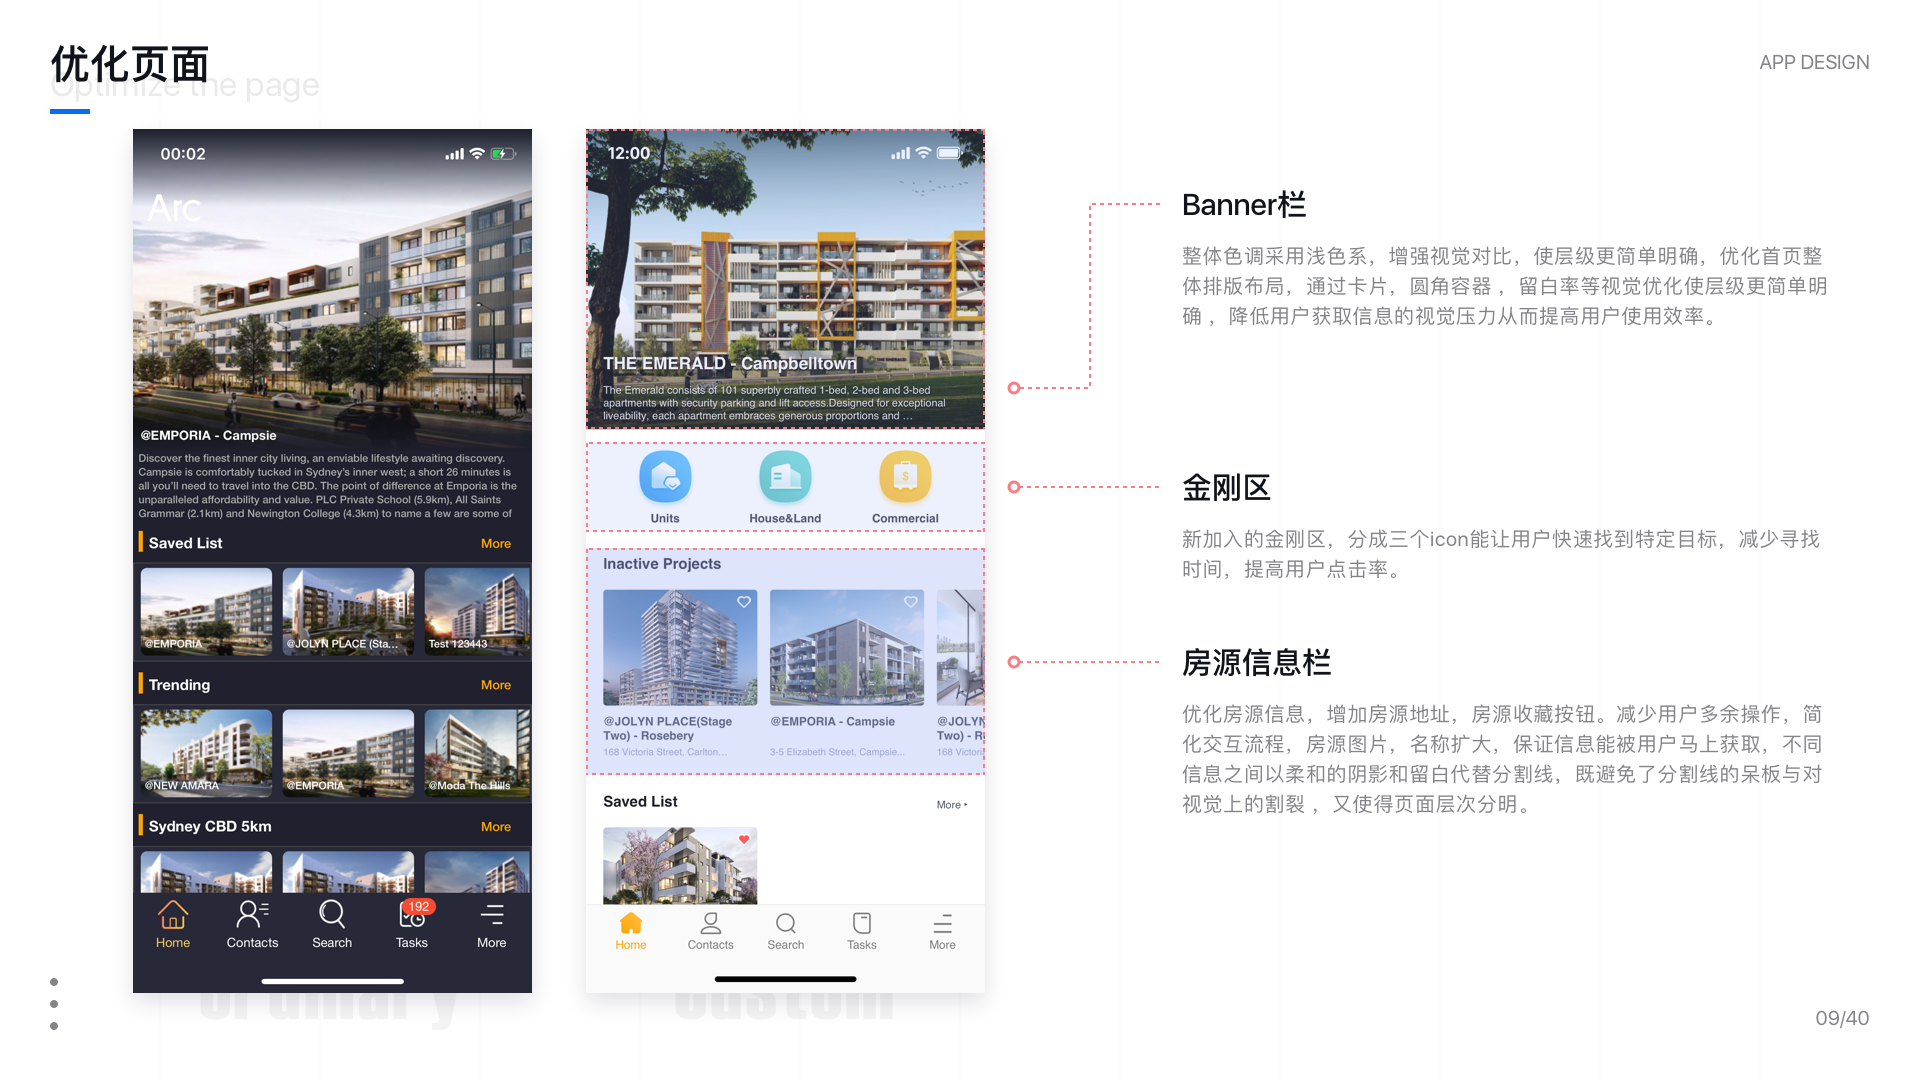 优化页面
Optimize the page
APP DESIGN
00:02
Arc
@EMPORIA - Campsie
Discover the finest inner city living, an enviable lifestyle awaiting discovery.
Campsie is comfortably tucked in Sydney's inner west; a short 26 minutes is
all you'll need to travel into the CBD. The point of difference at Emporia is the
unparalleled affordability and value. PLC Private School (5.9km), All Saints
Grammar (2.1km) and Newington College (4.3km) to name a few are some of
Saved List More
@EMPORIA @JOLYN PLACE (Sta... Test 123443
Trending More
@NEW AMARA @EMPORIA @Moda The Hills
Sydney CBD 5km More
192
Home Contacts Search Tasks More
ordinary
12:00
THE EMERALD - Campbelltown
The Emerald consists of 101 superbly crafted 1-bed, 2-bed and 3-bed
apartments with security parking and lift access.Designed for exceptional
liveability, each apartment embraces generous proportions and ...
Units House&Land Commercial
Inactive Projects
@JOLYN PLACE(Stage
Two) - Rosebery
168 Victoria Street, Carlton...
@EMPORIA - Campsie
3-5 Elizabeth Street, Campsie...
@JOLYN
Two) - R
168 Victori
Saved List More
Home Contacts Search Tasks More
custom
Banner栏
整体色调采用浅色系，增强视觉对比，使层级更简单明确，优化首页整
体排版布局，通过卡片，圆角容器 ，留白率等视觉优化使层级更简单明
确 ，降低用户获取信息的视觉压力从而提高用户使用效率。
金刚区
新加入的金刚区，分成三个icon能让用户快速找到特定目标，减少寻找
时间，提高用户点击率。
房源信息栏
优化房源信息，增加房源地址，房源收藏按钮。减少用户多余操作，简
化交互流程，房源图片，名称扩大，保证信息能被用户马上获取，不同
信息之间以柔和的阴影和留白代替分割线，既避免了分割线的呆板与对
视觉上的割裂 ，又使得页面层次分明。
09/40